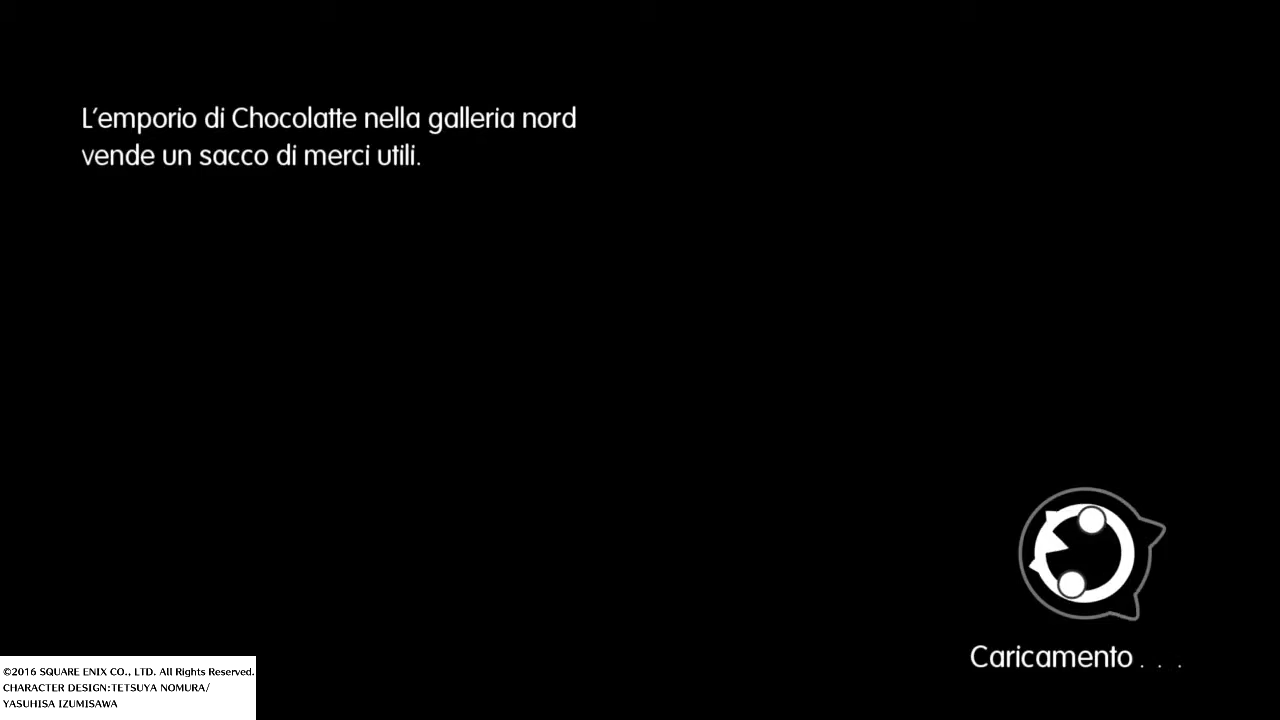 L'emporio di Chocolatte nella galleria nord
vende un sacco di merci utili.
Caricamento . . .
©2016 SQUARE ENIX CO., LTD. All Rights Reserved.
CHARACTER DESIGN:TETSUYA NOMURA/
YASUHISA IZUMISAWA